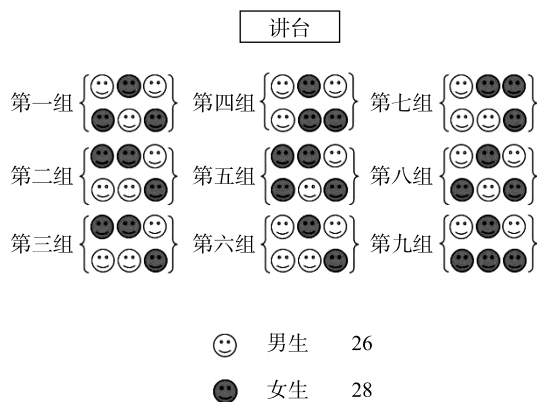 讲台
第一组 第四组 第七组
第二组 第五组 第八组
第三组 第六组 第九组
男生 26
女生 28